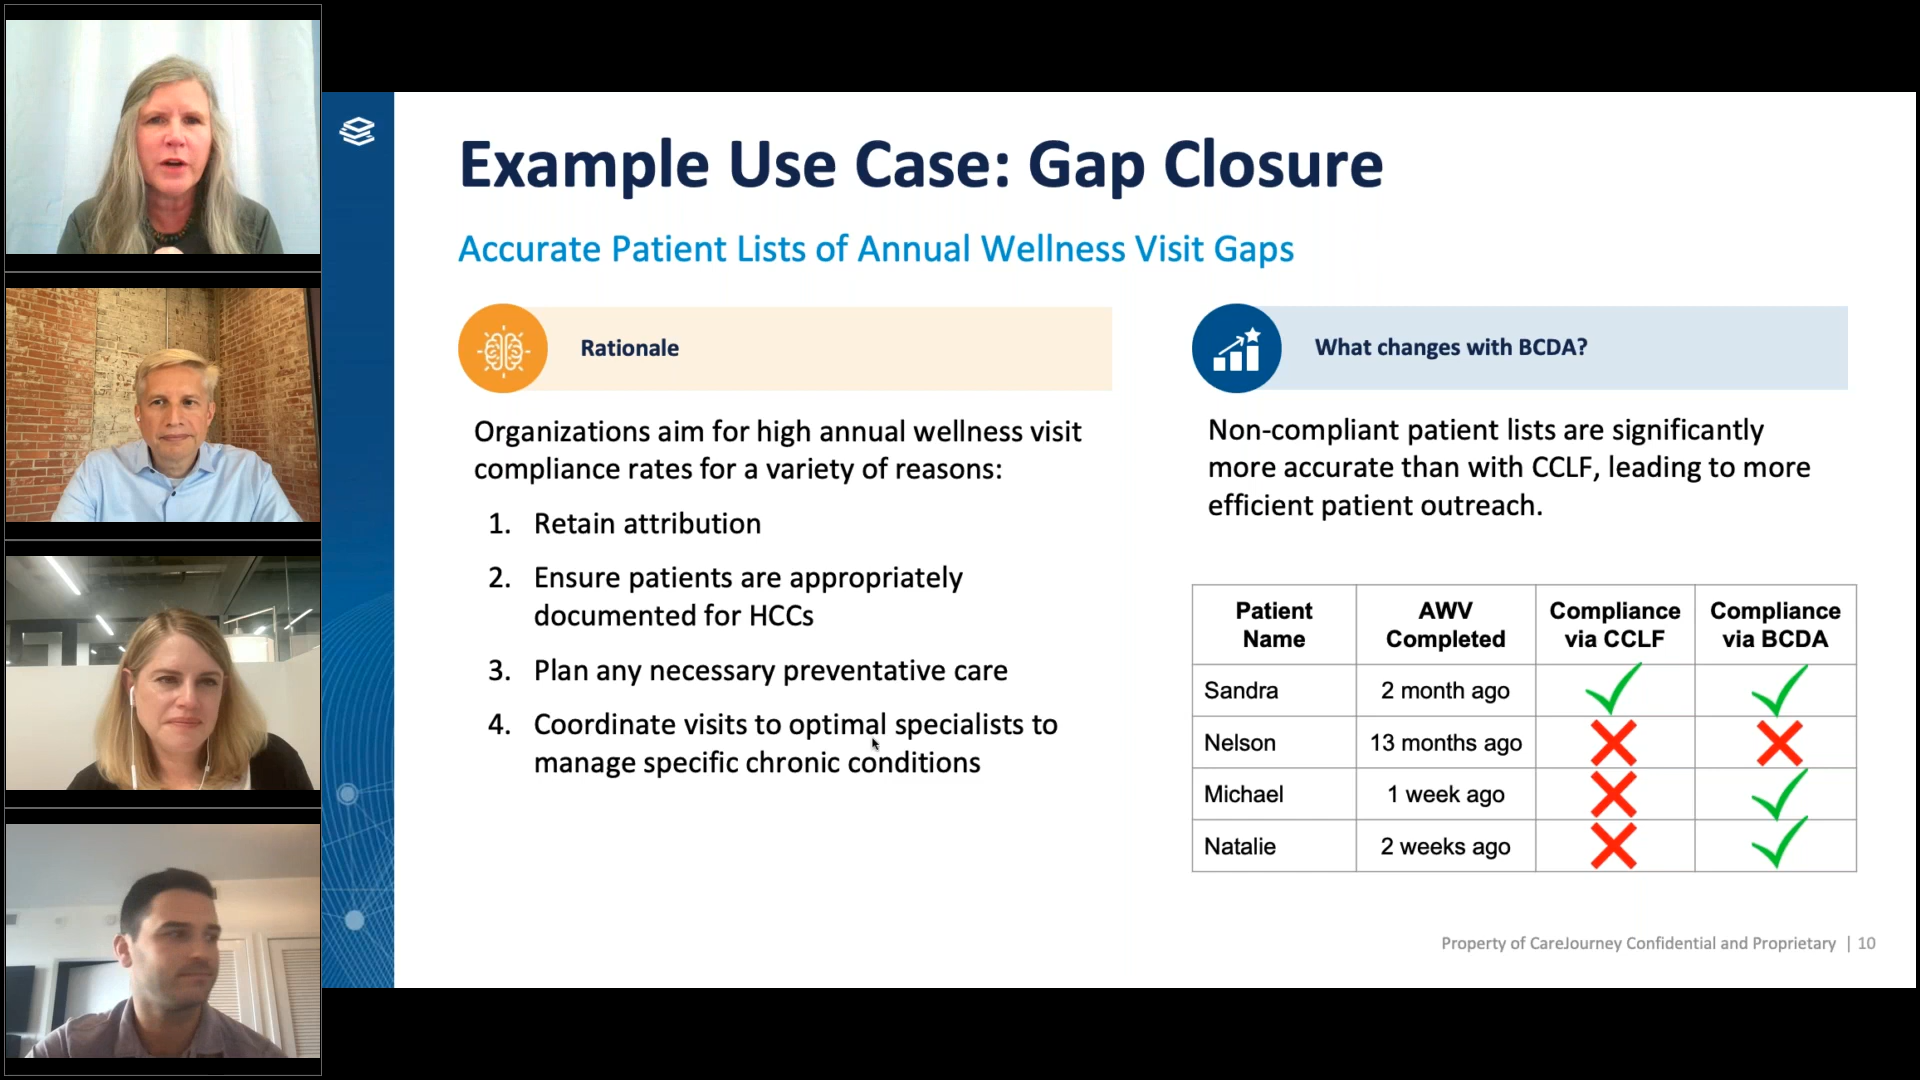 Example Use Case: Gap Closure
Accurate Patient Lists of Annual Wellness Visit Gaps
Rationale
Organizations aim for high annual wellness visit
compliance rates for a variety of reasons:
1. Retain attribution
2. Ensure patients are appropriately
documented for HCCs
3. Plan any necessary preventative care
4. Coordinate visits to optimal specialists to
manage specific chronic conditions
What changes with BCDA?
Non-compliant patient lists are significantly
more accurate than with CCLF, leading to more
efficient patient outreach.
Patient Name AWV Completed Compliance via CCLF Compliance via BCDA
Sandra 2 month ago
Nelson 13 months ago
Michael 1 week ago
Natalie 2 weeks ago
Property of CareJourney Confidential and Proprietary | 10